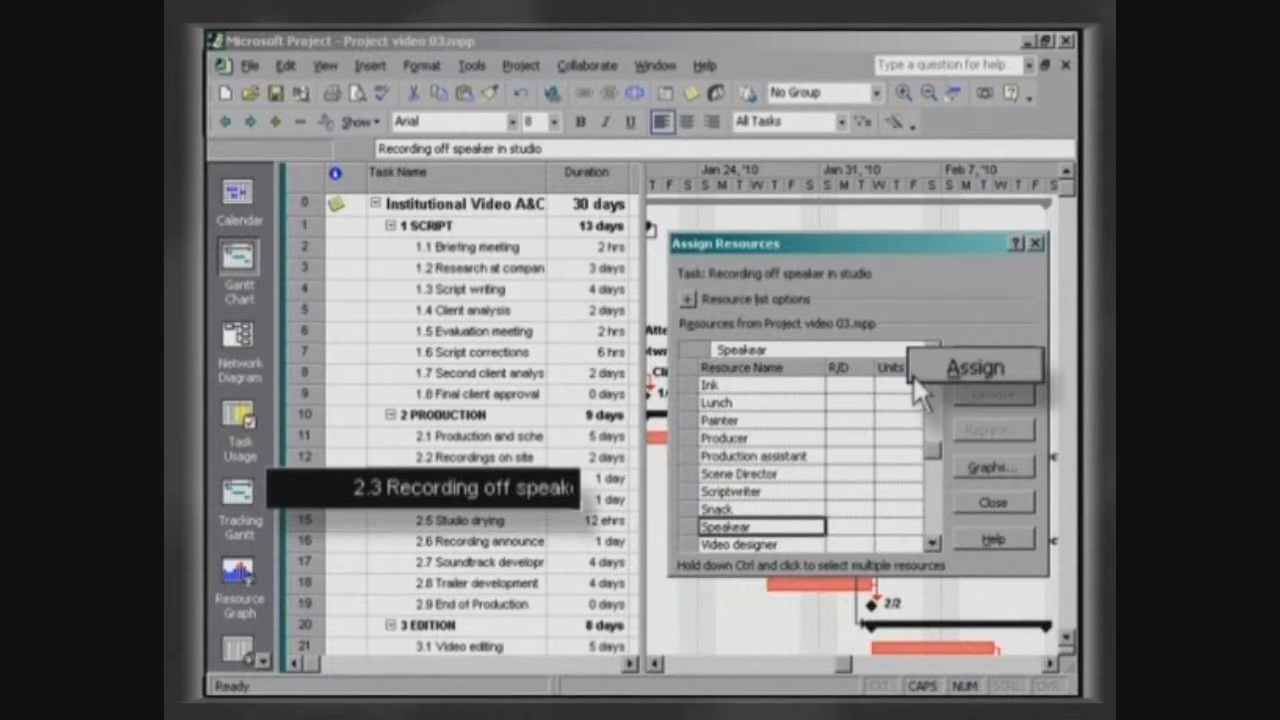 Microsoft Project - Project video 03.mpp
File Edit View Insert Format Tools Project Collaborate Window Help
Type a question for help
No Group
Show
Arial
8
B I U
All Tasks
Recording off speaker in studio
Task Name Duration
Jan 24, '10 Jan 31, '10 Feb 7, '10
T F S S M T W T F S S M T W T F S S M T W T F S
0 Institutional Video A&C 30 days
1 1 SCRIPT 13 days
2 1.1 Briefing meeting 2 hrs
3 1.2 Research at compan 3 days
4 1.3 Script writing 4 days
5 1.4 Client analysis 2 days
6 1.5 Evaluation meeting 2 hrs
7 1.6 Script corrections 6 hrs
8 1.7 Second client analys 2 days
9 1.8 Final client approval 0 days
10 2 PRODUCTION 9 days
11 2.1 Production and sche 5 days
12 2.2 Recordings on site 2 days
2.3 Recording off speak 1 day
1 day
15 2.5 Studio drying 12 ehrs
16 2.6 Recording announce 1 day
17 2.7 Soundtrack developr 4 days
18 2.8 Trailer development 4 days
19 2.9 End of Production 0 days
20 3 EDITION 8 days
21 3.1 Video editing 5 days
Calendar
Gantt
Chart
Network
Diagram
Task
Usage
Tracking
Gantt
Resource
Graph
Assign Resources
Task: Recording off speaker in studio
Resource list options
Resources from Project video 03.mpp
Speakear
Resource Name R/D Units
Ink
Lunch
Painter
Producer
Production assistant
Scene Director
Scriptwriter
Snack
Speakear
Video designer
Assign
Remove
Replace...
Graphs...
Close
Help
Hold down Ctrl and click to select multiple resources
2/2
Ready
EXT CAPS NUM SCRL OVR